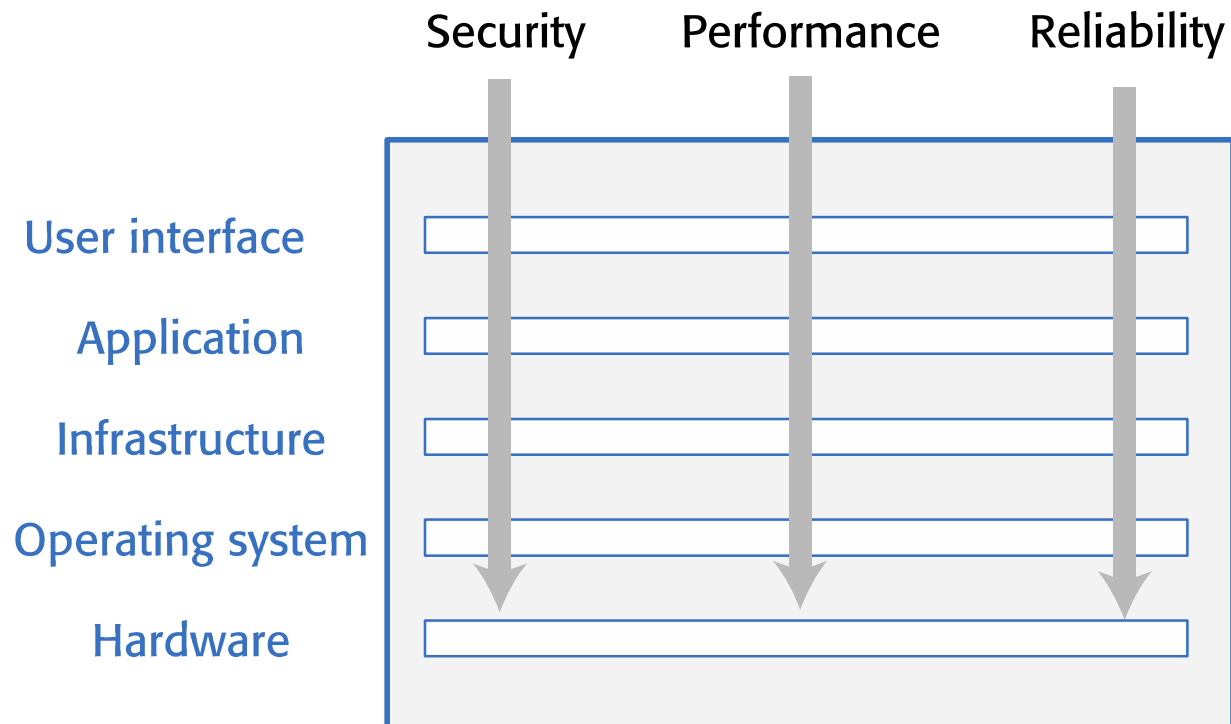 Security Performance Reliability
User interface
Application
Infrastructure
Operating system
Hardware